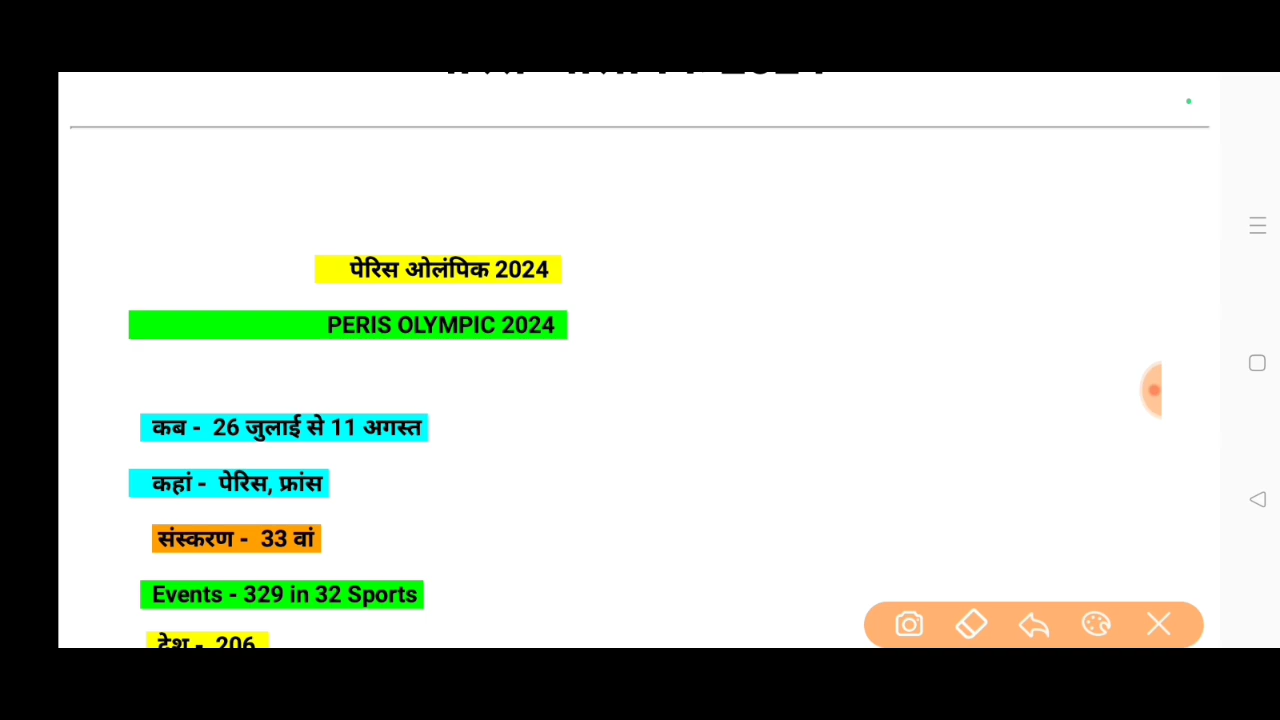 पेरिस ओलंपिक 2024
PERIS OLYMPIC 2024
कब - 26 जुलाई से 11 अगस्त
कहां - पेरिस, फ्रांस
संस्करण - 33 वां
Events - 329 in 32 Sports
देश - 206